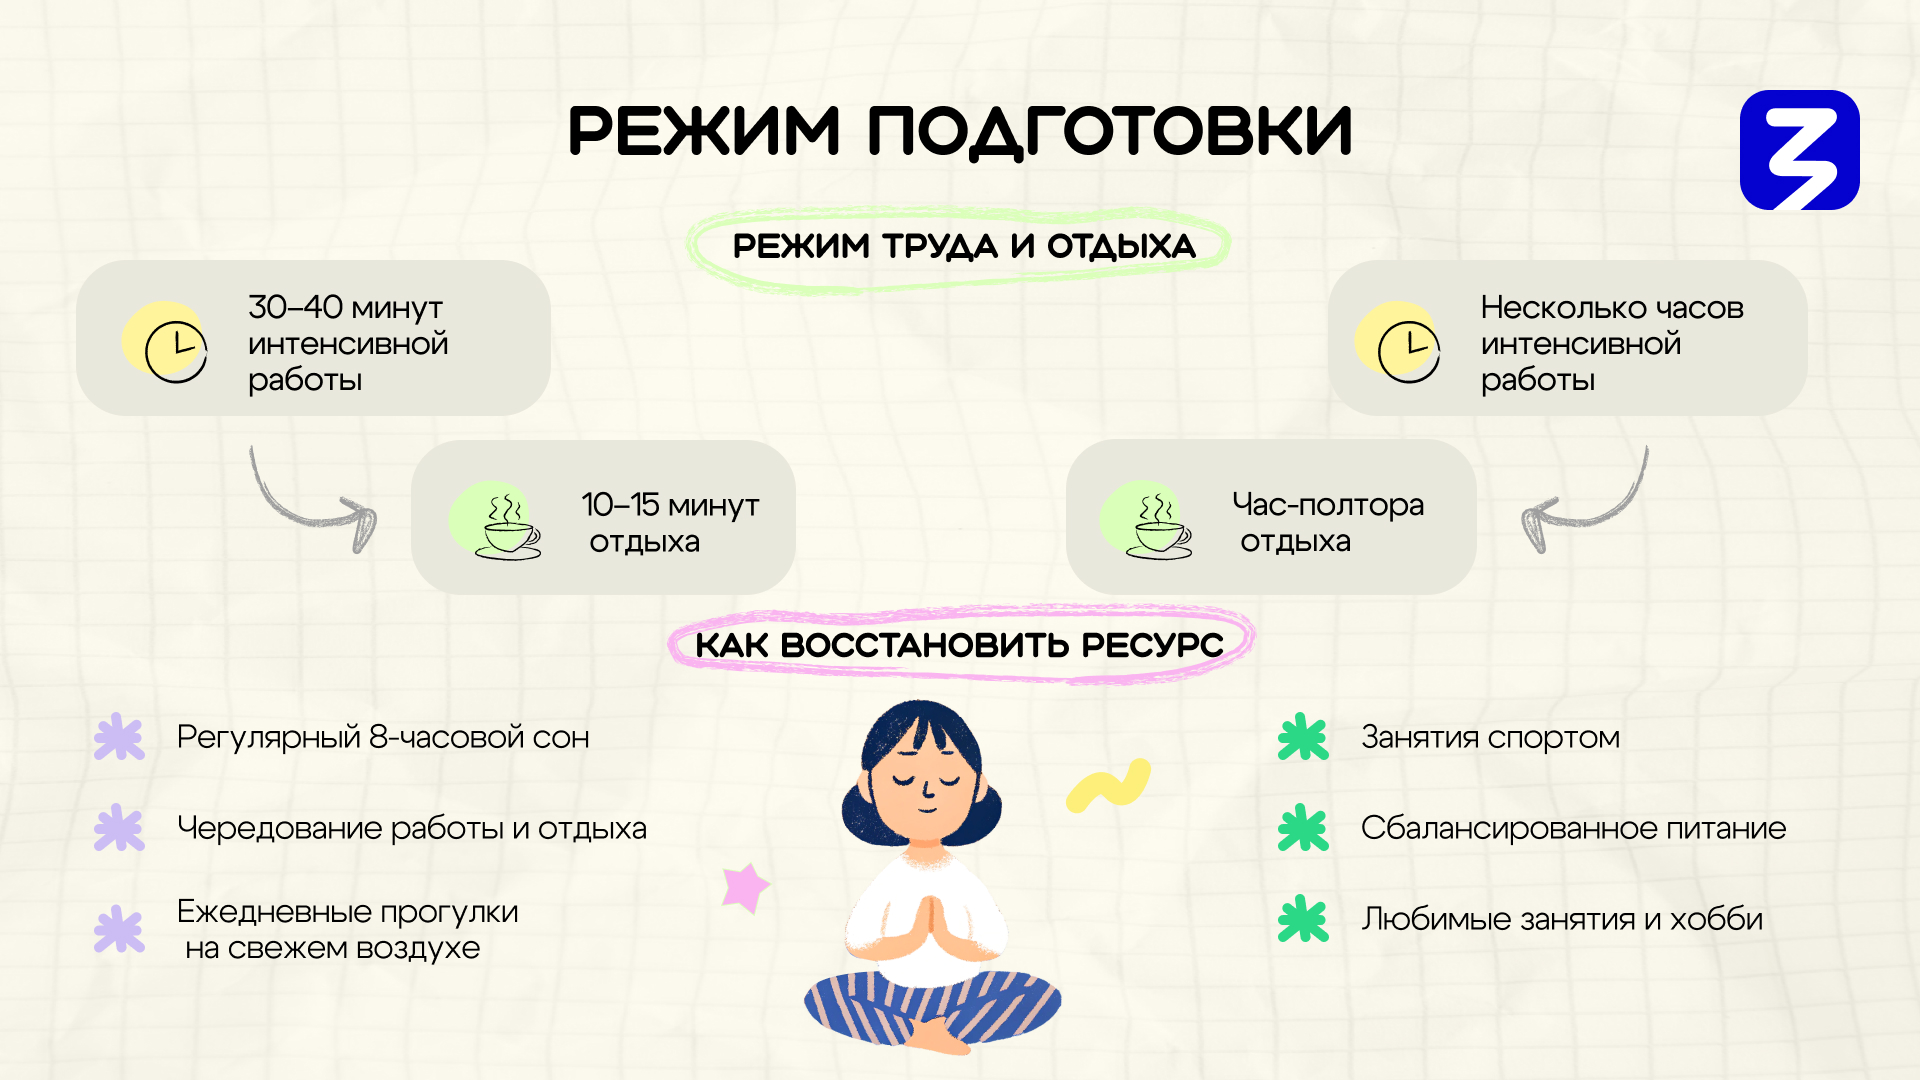 РЕЖИМ ПОДГОТОВКИ
РЕЖИМ ТРУДА И ОТДЫХА
30–40 минут
интенсивной
работы
10–15 минут
отдыха
Несколько часов
интенсивной
работы
Час-полтора
отдыха
КАК ВОССТАНОВИТЬ РЕСУРС
Регулярный 8-часовой сон
Чередование работы и отдыха
Ежедневные прогулки
на свежем воздухе
Занятия спортом
Сбалансированное питание
Любимые занятия и хобби